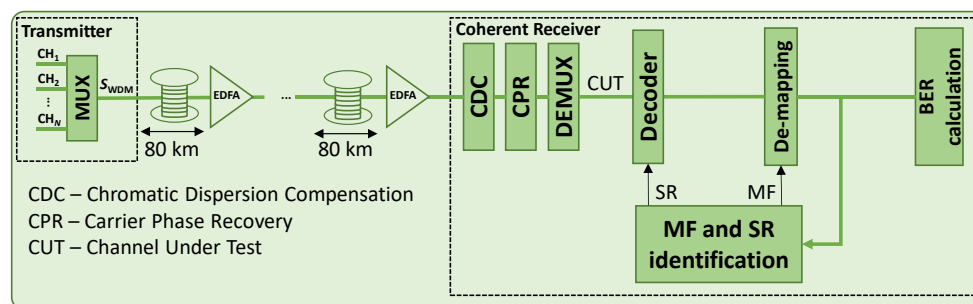 Transmitter
CH1
CH2
⋮
CHN
MUX
SWDM
80 km
EDFA
...
80 km
EDFA
Coherent Receiver
CDC
CPR
DEMUX
CUT
Decoder
De-mapping
BER
calculation
SR
MF
MF and SR
identification
CDC – Chromatic Dispersion Compensation
CPR – Carrier Phase Recovery
CUT – Channel Under Test